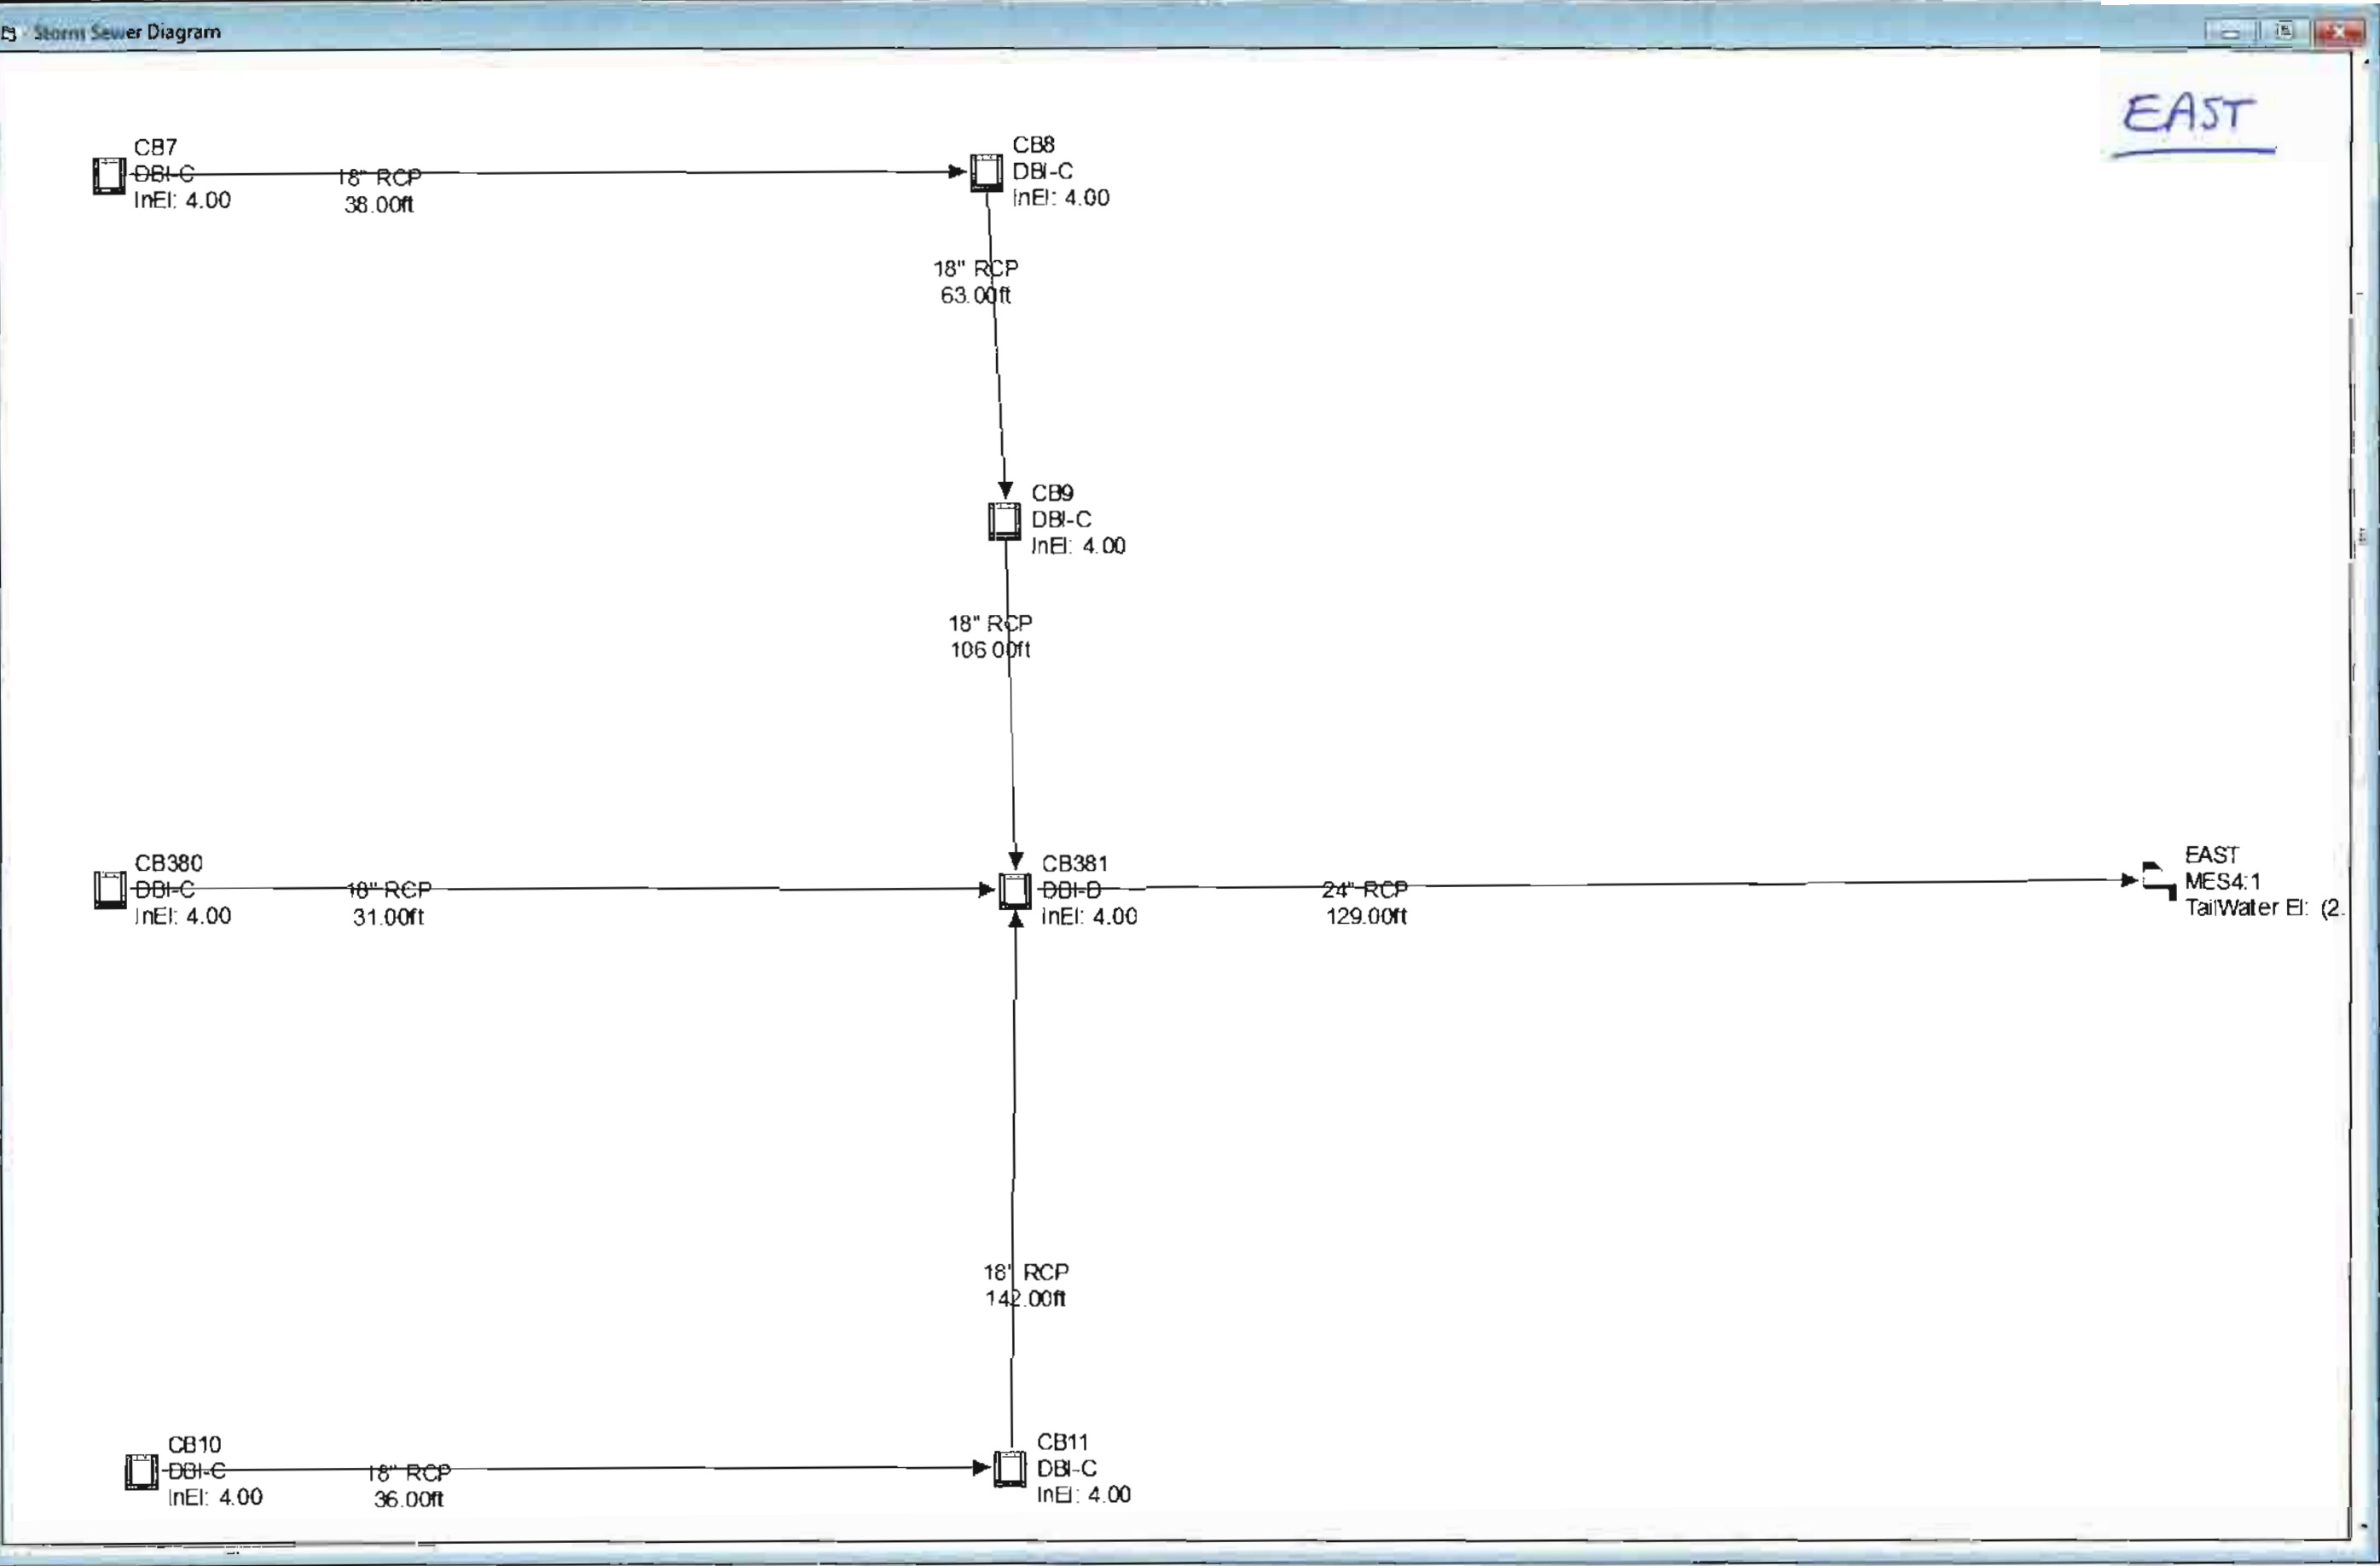 Storm Sewer Diagram
EAST
CB7
DBI-C
InEl: 4.00
18" RCP
38.00ft
CB8
DBI-C
InEl: 4.00
18" RCP
63.00ft
CB9
DBI-C
InEl: 4.00
18" RCP
106.00ft
CB380
DBI-C
InEl: 4.00
18" RCP
31.00ft
CB381
DBI-D
InEl: 4.00
24" RCP
129.00ft
EAST
MES4:1
TailWater El: (2.
18" RCP
142.00ft
CB10
DBI-C
InEl: 4.00
18" RCP
36.00ft
CB11
DBI-C
InEl: 4.00